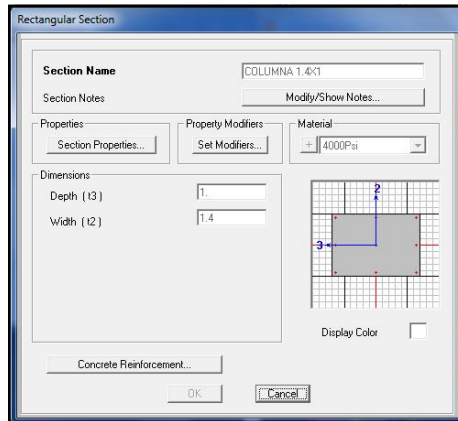 Rectangular Section
Section Name COLUMNA 1.4X1
Section Notes Modify/Show Notes...
Properties Property Modifiers Material
Section Properties... Set Modifiers... + 4000Psi
Dimensions
Depth ( t3 ) 1.
Width ( t2 ) 1.4
2
3
Display Color
Concrete Reinforcement...
OK Cancel